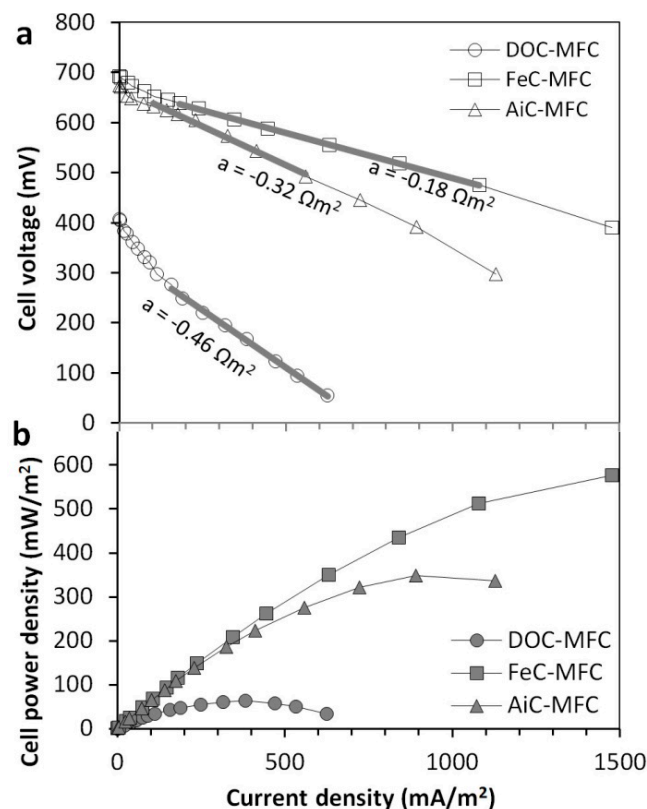 a
800
700
600
500
400
300
200
100
0
Cell voltage (mV)
DOC-MFC
FeC-MFC
AiC-MFC
a = -0.18 Ωm²
a = -0.32 Ωm²
a = -0.46 Ωm²
b
600
500
400
300
200
100
0
Cell power density (mW/m²)
DOC-MFC
FeC-MFC
AiC-MFC
0
500
1000
1500
Current density (mA/m²)